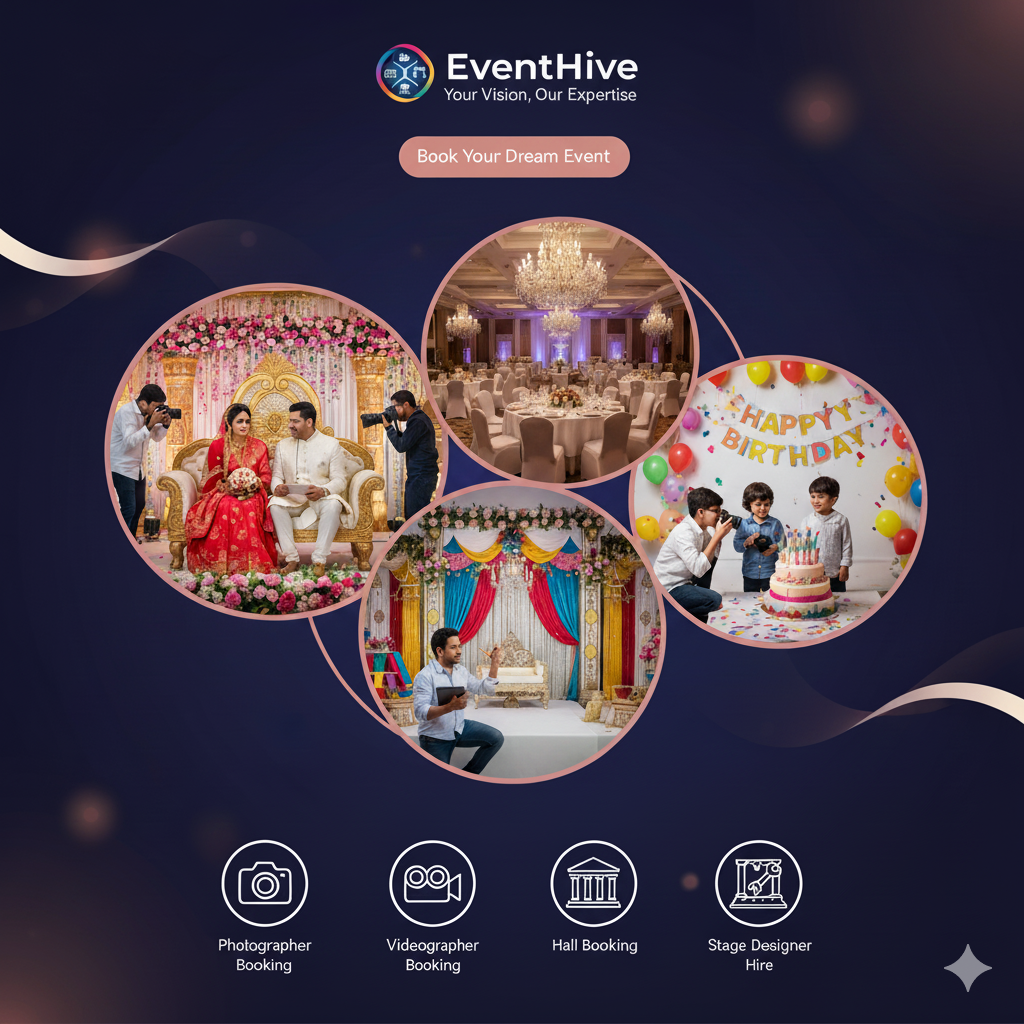 EventHive
Your Vision, Our Expertise
Book Your Dream Event
HAPPYY
BIRTHDAY
Photographer
Booking
Videographer
Booking
Hall Booking
Stage Designer
Hire